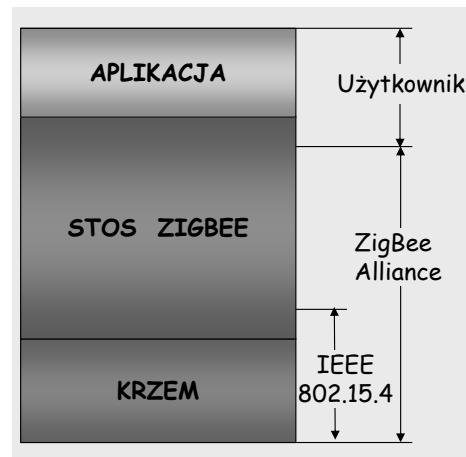 APLIKACJA
Użytkownik
STOS ZIGBEE
ZigBee
Alliance
IEEE
802.15.4
KRZEM